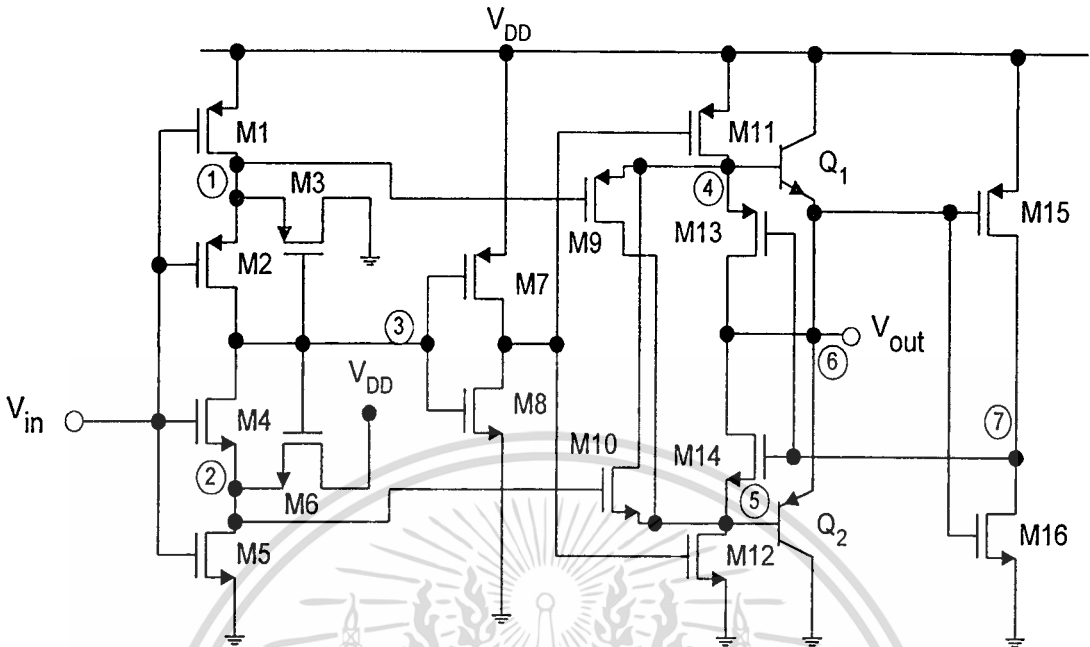 V_DD
M1
M11
Q_1
①
M3
④
M15
M13
M9
M2
M7
③
V_out
V_DD
⑥
V_in
M4
M8
⑦
M10
M14
②
⑤
M6
Q_2
M5
M12
M16